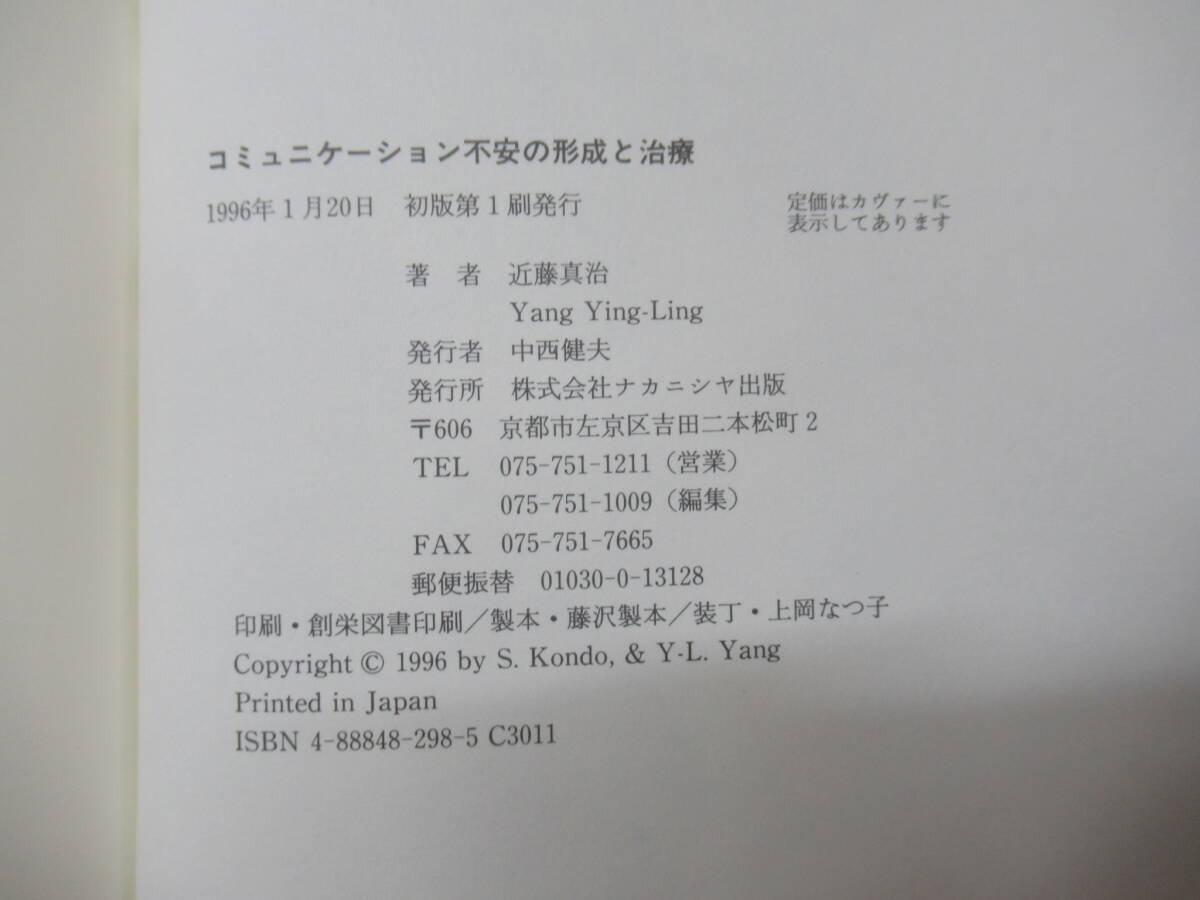 コミュニケーション不安の形成と治療
1996年1月20日　初版第1刷発行
定価はカヴァーに
表示してあります
著　者　近藤真治
Yang Ying-Ling
発行者　中西健夫
発行所　株式会社ナカニシヤ出版
〒606　京都市左京区吉田二本松町2
TEL　075-751-1211（営業）
075-751-1009（編集）
FAX　075-751-7665
郵便振替　01030-0-13128
印刷・創栄図書印刷／製本・藤沢製本／装丁・上岡なつ子
Copyright © 1996 by S. Kondo, & Y-L. Yang
Printed in Japan
ISBN 4-88848-298-5 C3011